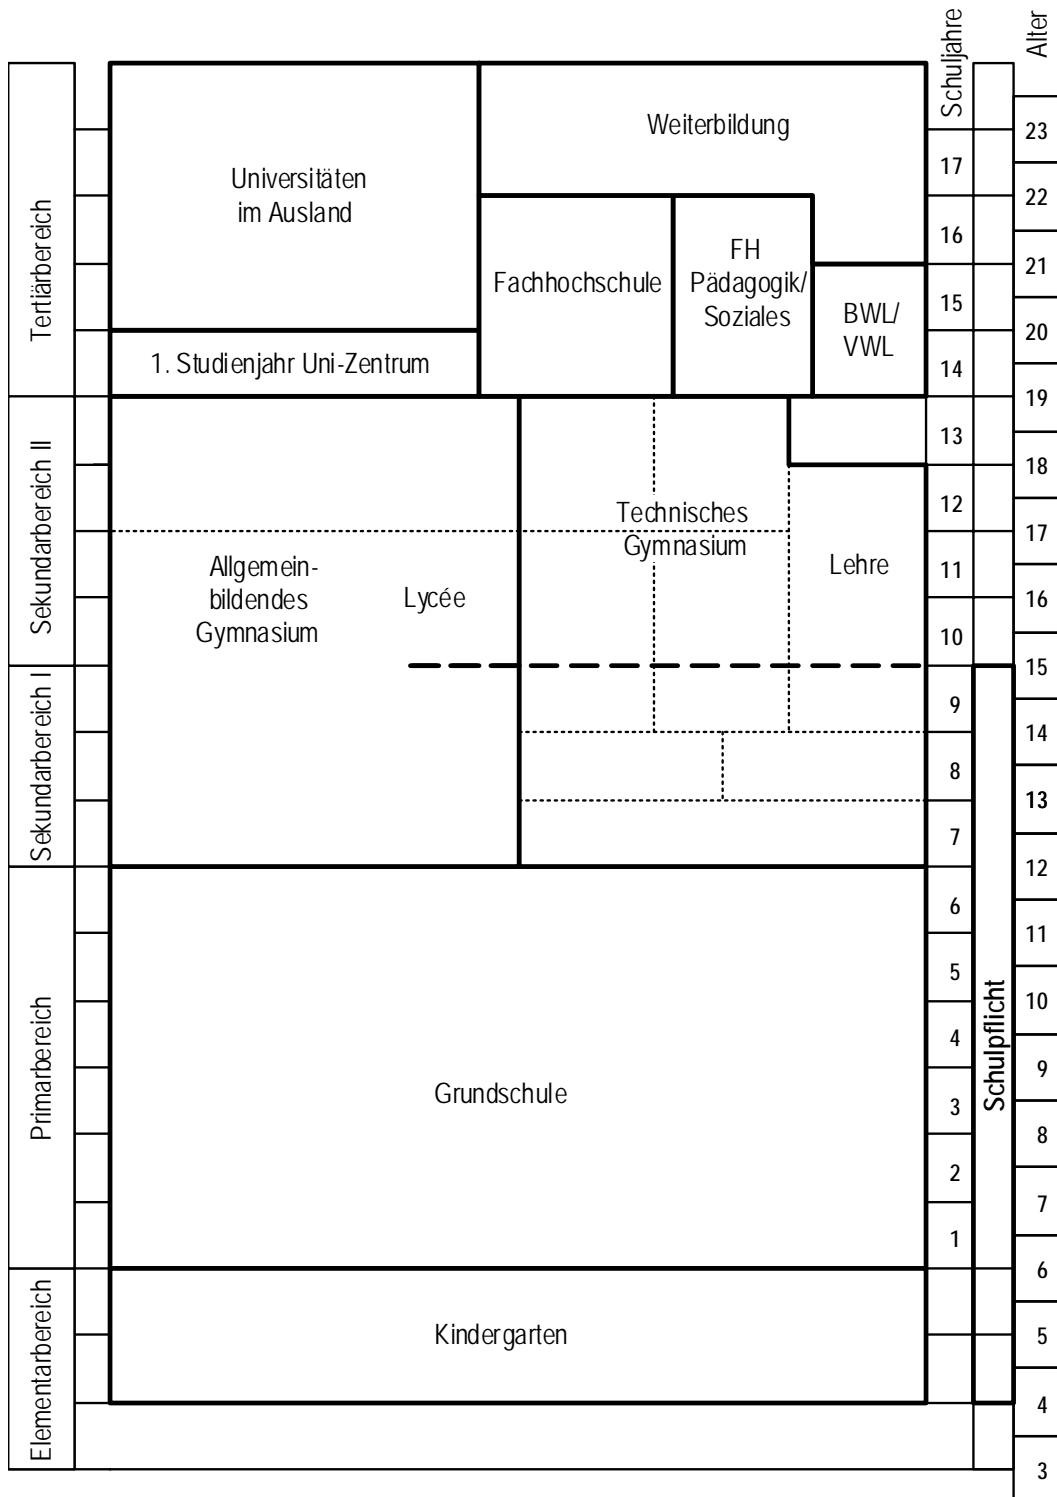 Schuljahre
Alter
Tertiärbereich
Sekundarbereich II
Sekundarbereich I
Primarbereich
Elementarbereich
Universitäten
im Ausland
1. Studienjahr Uni-Zentrum
Weiterbildung
Fachhochschule
FH
Pädagogik/
Soziales
BWL/
VWL
Allgemein-
bildendes
Gymnasium
Lycée
Technisches
Gymnasium
Lehre
Grundschule
Kindergarten
17
16
15
14
13
12
11
10
9
8
7
6
5
4
3
2
1
Schulpflicht
23
22
21
20
19
18
17
16
15
14
13
12
11
10
9
8
7
6
5
4
3